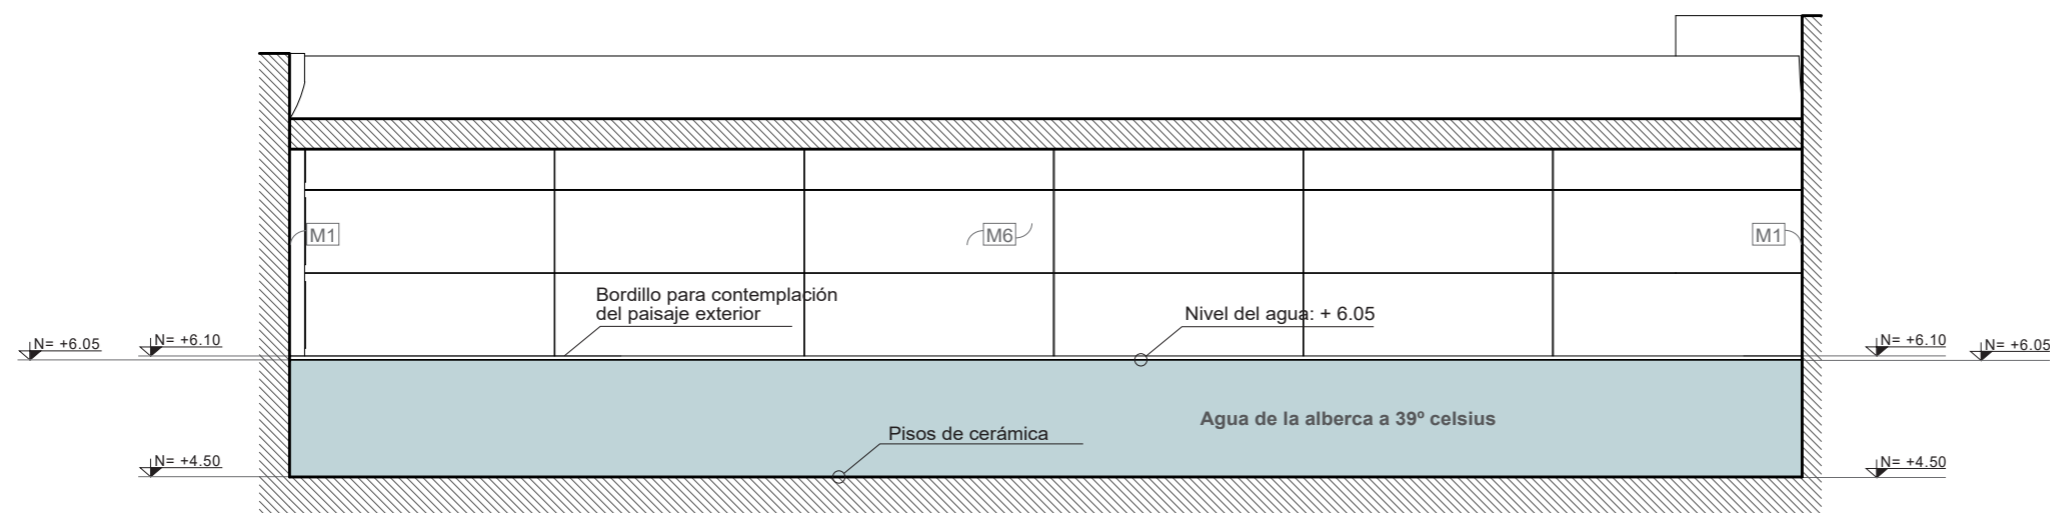 M1
M6
M1
Bordillo para contemplación
del paisaje exterior
Nivel del agua: + 6.05
N= +6.05
N= +6.10
N= +6.10
N= +6.05
Agua de la alberca a 39º celsius
Pisos de cerámica
N= +4.50
N= +4.50